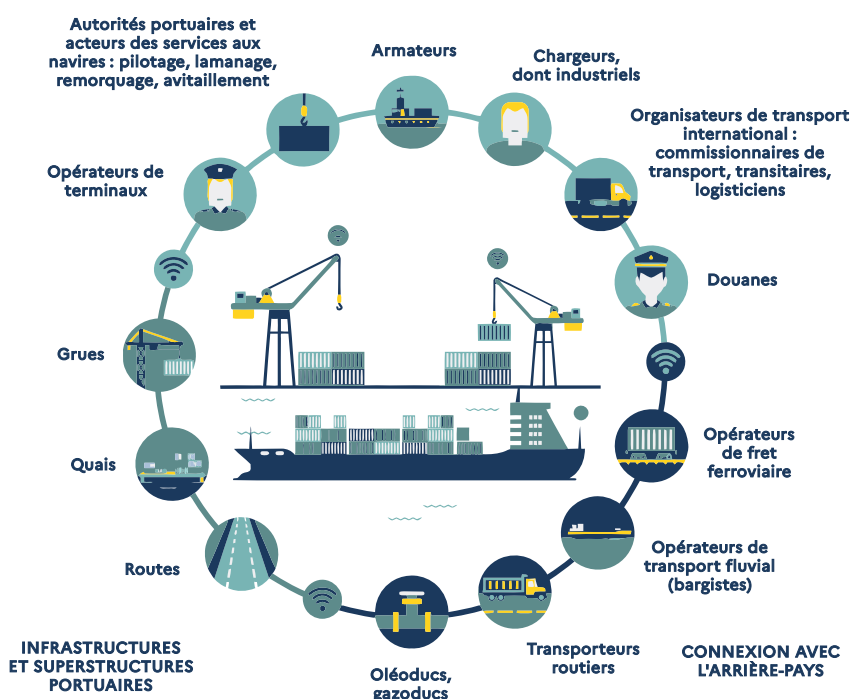 Autorités portuaires et
acteurs des services aux
navires : pilotage, lamanage,
remorquage, avitaillement
Armateurs
Chargeurs,
dont industriels
Organisateurs de transport
international :
commissionnaires de
transport, transitaires,
logisticiens
Opérateurs de
terminaux
Douanes
Grues
Opérateurs
de fret
ferroviaire
Quais
Opérateurs de
transport fluvial
(bargistes)
Routes
Transporteurs
routiers
Oléoducs,
gazoducs
INFRASTRUCTURES
ET SUPERSTRUCTURES
PORTUAIRES
CONNEXION AVEC
L'ARRIÈRE-PAYS